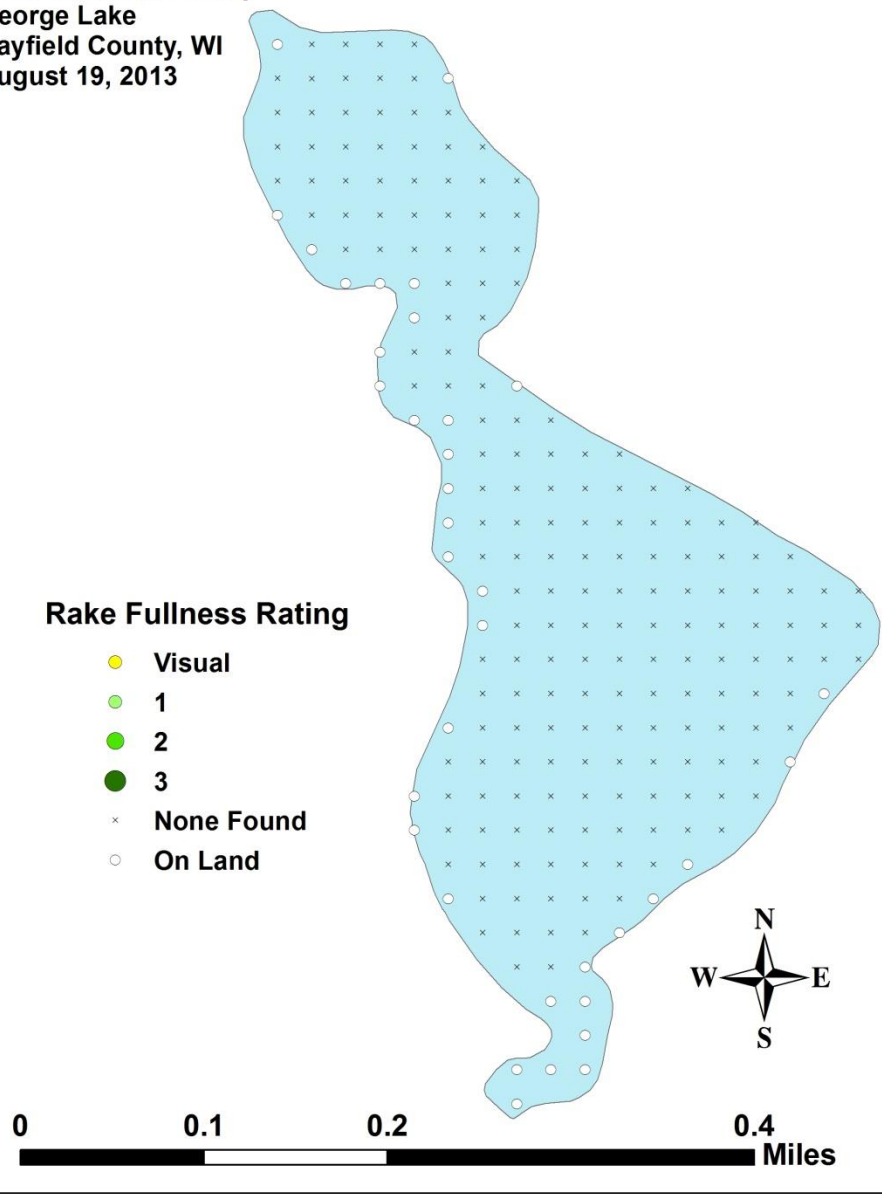 eorge Lake
ayfield County, WI
ugust 19, 2013
Rake Fullness Rating
Visual
1
2
3
None Found
On Land
N
W E
S
0 0.1 0.2 0.4
Miles